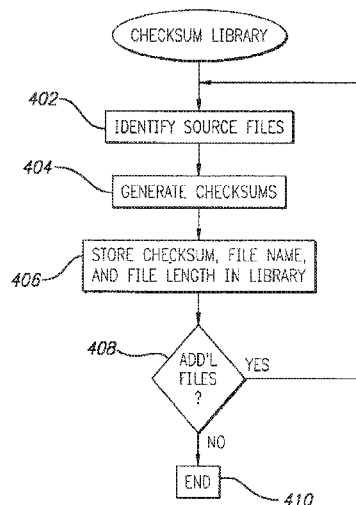 CHECKSUM LIBRARY
402
IDENTIFY SOURCE FILES
404
GENERATE CHECKSUMS
406
STORE CHECKSUM, FILE NAME,
AND FILE LENGTH IN LIBRARY
408
ADD'L
FILES
?
YES
NO
END
410